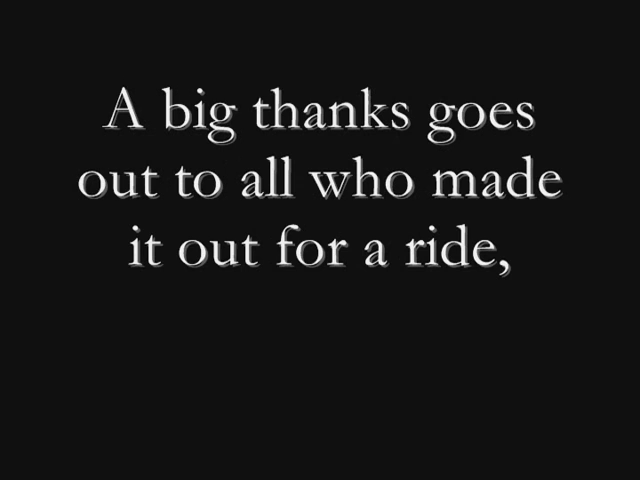 A big thanks goes
out to all who made
it out for a ride,